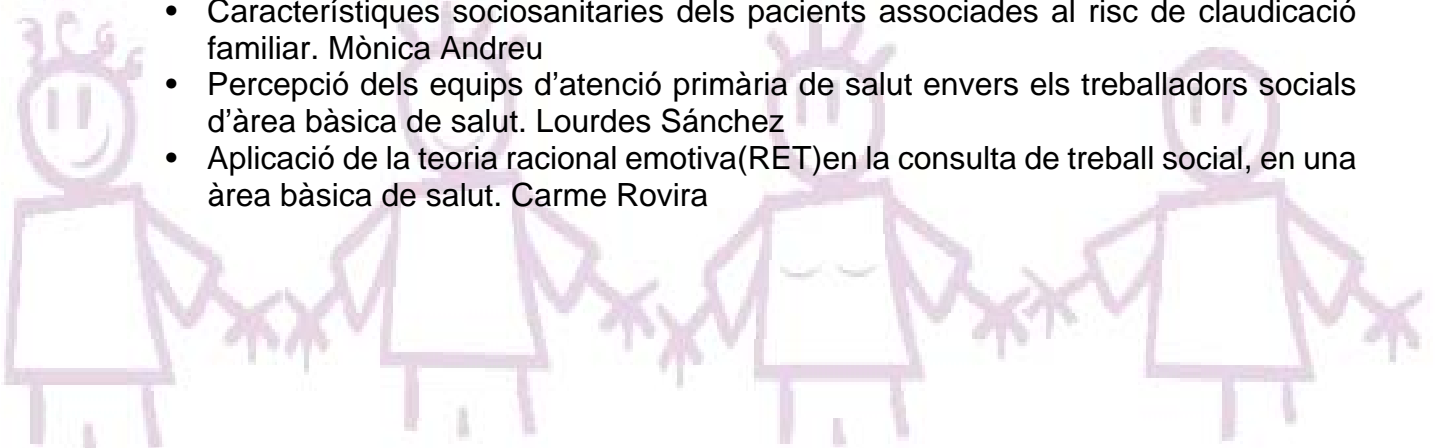 • Característiques sociosanitaries dels pacients associades al risc de claudicació
familiar. Mònica Andreu
• Percepció dels equips d'atenció primària de salut envers els treballadors socials
d'àrea bàsica de salut. Lourdes Sánchez
• Aplicació de la teoria racional emotiva(RET)en la consulta de treball social, en una
àrea bàsica de salut. Carme Rovira